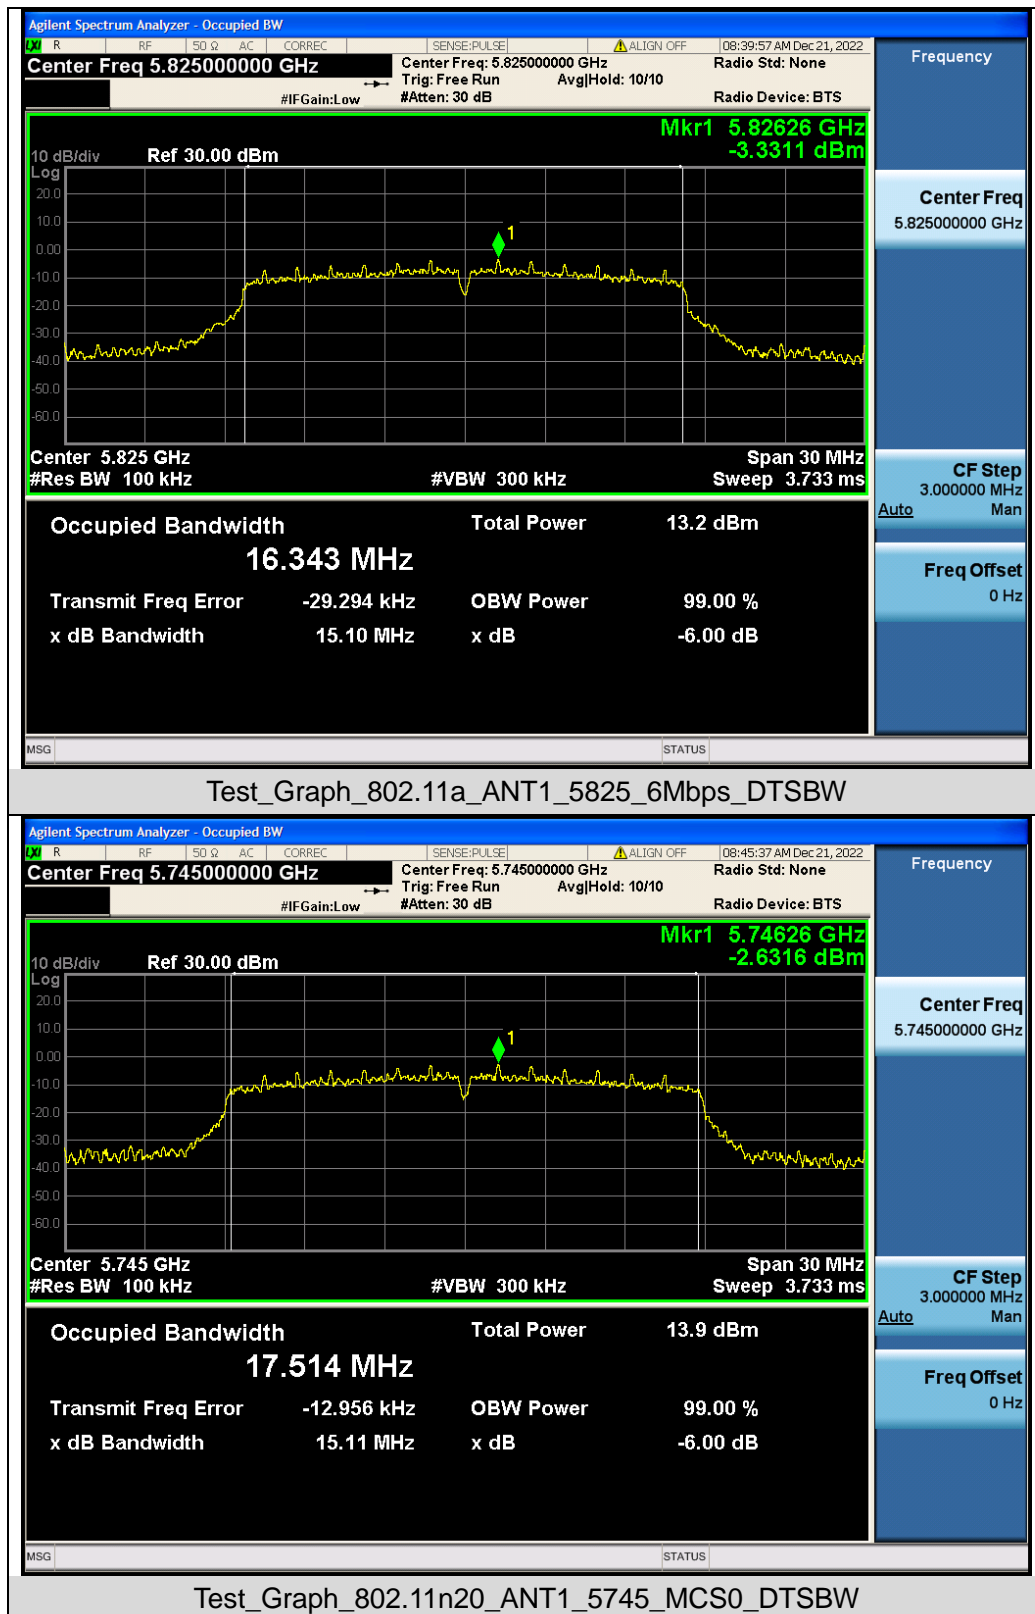 Agilent Spectrum Analyzer - Occupied BW
LXI R RF 50 Ω AC CORREC SENSE:PULSE ⚠ALIGN OFF 08:39:57 AM Dec 21, 2022
Center Freq 5.825000000 GHz
Center Freq: 5.825000000 GHz
Radio Std: None
Trig: Free Run Avg|Hold: 10/10
#IFGain:Low #Atten: 30 dB Radio Device: BTS
Frequency
Mkr1 5.82626 GHz
-3.3311 dBm
10 dB/div Ref 30.00 dBm
Log
20.0
10.0
0.00
-10.0
-20.0
-30.0
-40.0
-50.0
-60.0
1
Center Freq
5.825000000 GHz
Center 5.825 GHz Span 30 MHz
#Res BW 100 kHz #VBW 300 kHz Sweep 3.733 ms
CF Step
3.000000 MHz
Auto Man
Occupied Bandwidth Total Power 13.2 dBm
16.343 MHz
Transmit Freq Error -29.294 kHz OBW Power 99.00 %
x dB Bandwidth 15.10 MHz x dB -6.00 dB
Freq Offset
0 Hz
MSG STATUS
Test_Graph_802.11a_ANT1_5825_6Mbps_DTSBW
Agilent Spectrum Analyzer - Occupied BW
LXI R RF 50 Ω AC CORREC SENSE:PULSE ⚠ALIGN OFF 08:45:37 AM Dec 21, 2022
Center Freq 5.745000000 GHz
Center Freq: 5.745000000 GHz
Radio Std: None
Trig: Free Run Avg|Hold: 10/10
#IFGain:Low #Atten: 30 dB Radio Device: BTS
Frequency
Mkr1 5.74626 GHz
-2.6316 dBm
10 dB/div Ref 30.00 dBm
Log
20.0
10.0
0.00
-10.0
-20.0
-30.0
-40.0
-50.0
-60.0
1
Center Freq
5.745000000 GHz
Center 5.745 GHz Span 30 MHz
#Res BW 100 kHz #VBW 300 kHz Sweep 3.733 ms
CF Step
3.000000 MHz
Auto Man
Occupied Bandwidth Total Power 13.9 dBm
17.514 MHz
Transmit Freq Error -12.956 kHz OBW Power 99.00 %
x dB Bandwidth 15.11 MHz x dB -6.00 dB
Freq Offset
0 Hz
MSG STATUS
Test_Graph_802.11n20_ANT1_5745_MCS0_DTSBW